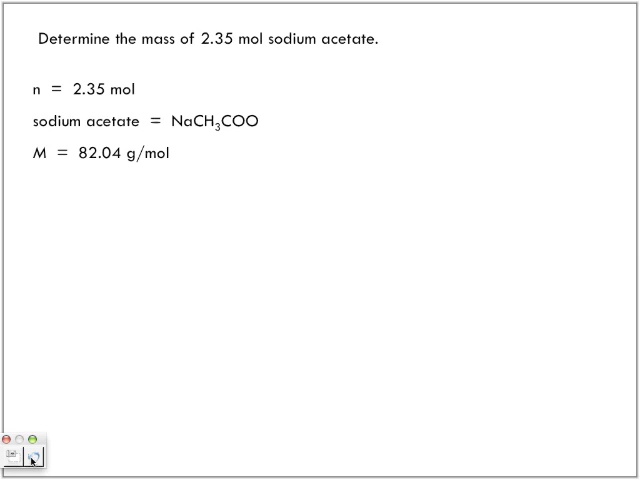 Determine the mass of 2.35 mol sodium acetate.
n = 2.35 mol
sodium acetate = NaCH₃COO
M = 82.04 g/mol